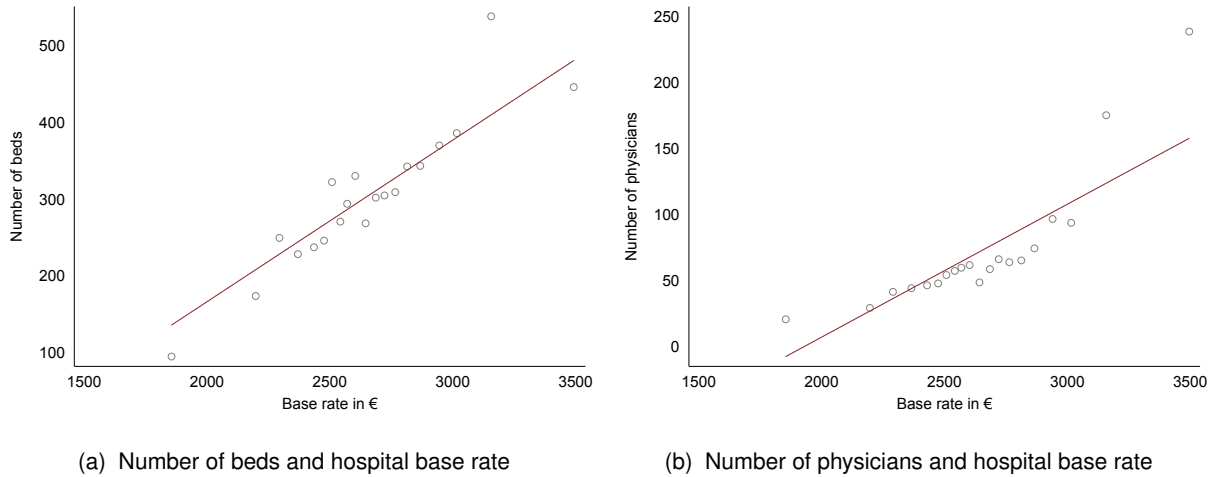 500
400
300
200
100
Number of beds
1500 2000 2500 3000 3500
Base rate in €
(a) Number of beds and hospital base rate
250
200
150
100
50
0
Number of physicians
1500 2000 2500 3000 3500
Base rate in €
(b) Number of physicians and hospital base rate